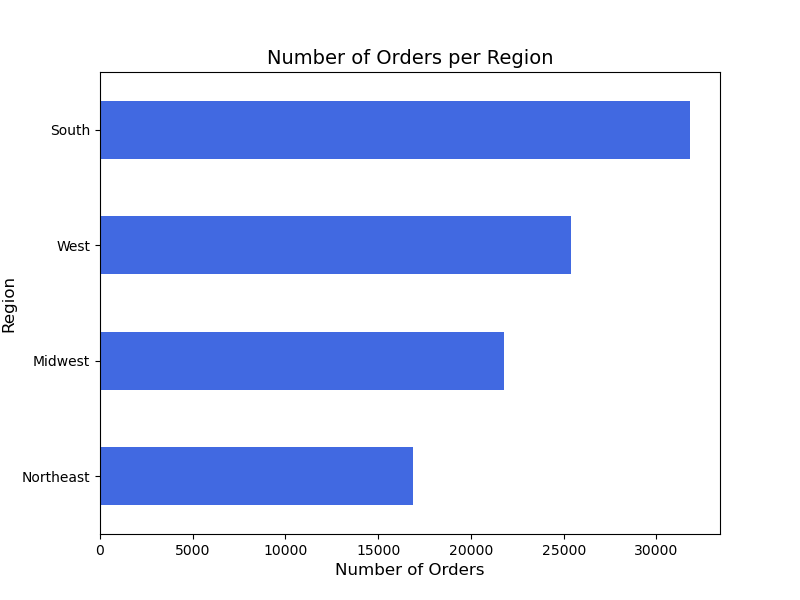 Number of Orders per Region
South
West
Midwest
Northeast
Region
0 5000 10000 15000 20000 25000 30000
Number of Orders